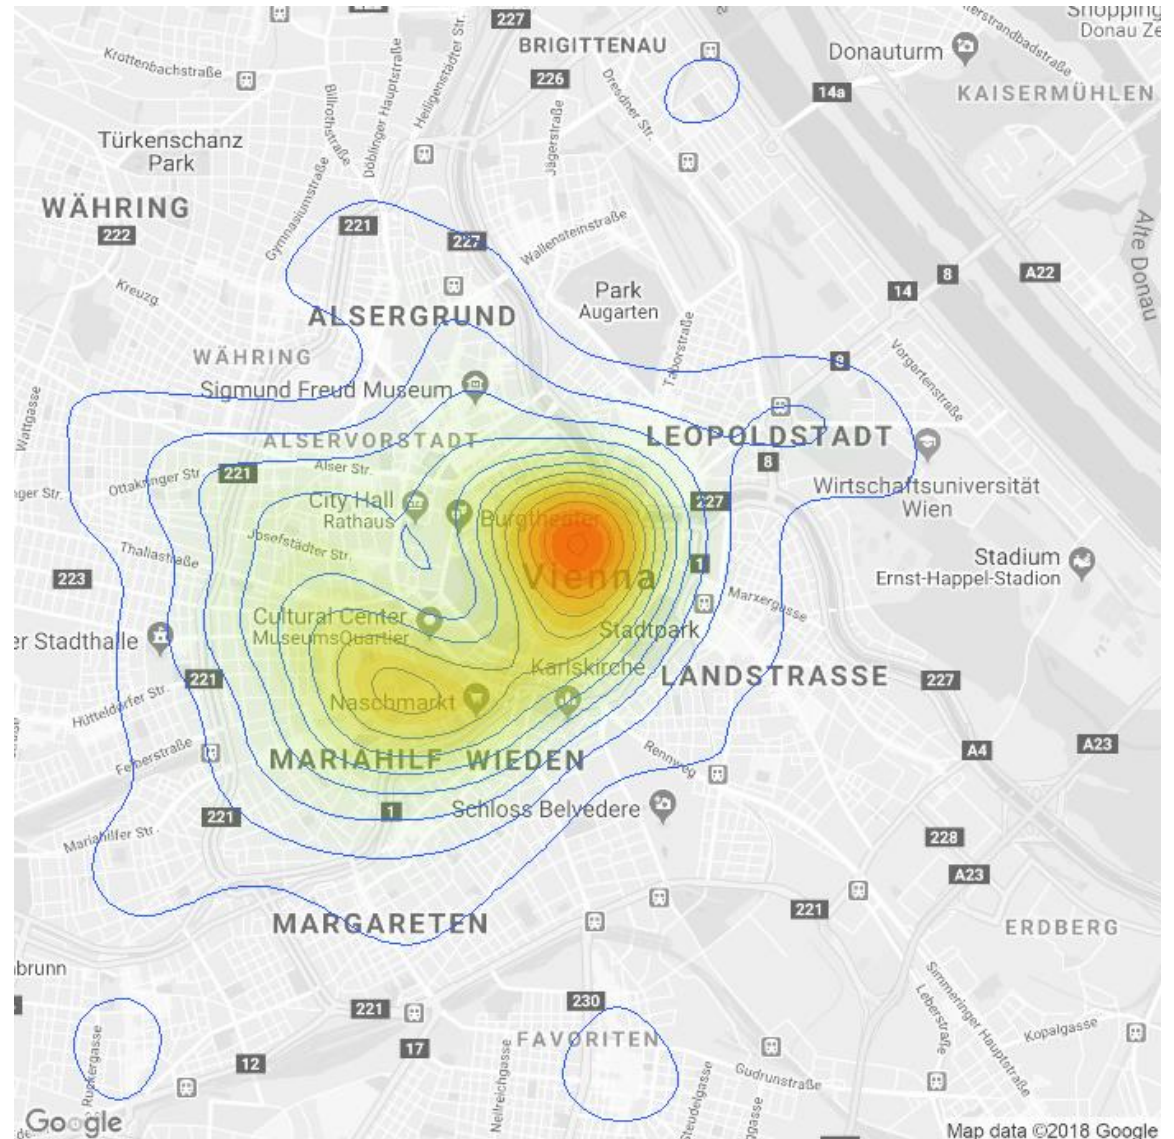 Shopping
Donau Ze
227
BRIGITTENAU
Donauturm
Krottenbachstraße
226
14a
KAISERMÜHLEN
Billrothstraße
Döblinger Hauptstraße
Heiligenstädter Str.
Dresdner Str.
Jägerstraße
Türkenschanz
Park
WÄHRING
222
Gymnasiumstraße
221
227
Wallensteinstraße
Alte Donau
Kreuzg.
Park
Augarten
14
8
A22
ALSERGRUND
Taborstraße
Vorgartenstraße
WÄHRING
9
Sigmund Freud Museum
Wattgasse
ALSERVORSTADT
LEOPOLDSTADT
221
Alser Str.
8
Ottakringer Str.
nger Str.
City Hall
Rathaus
Burgtheater
227
Wirtschaftsuniversität
Wien
Josefstädter Str.
Thaliastraße
223
Vienna
1
Stadium
Ernst-Happel-Stadion
Marxergasse
Cultural Center
MuseumsQuartier
Stadtpark
er Stadthalle
Karlskirche
LANDSTRASSE
221
227
Hütteldorfer Str.
Naschmarkt
Felberstraße
MARIAHILF
WIEDEN
Rennweg
A4
A23
221
1
Schloss Belvedere
Mariahilfer Str.
228
A23
221
MARGARETEN
ERDBERG
brunn
221
230
FAVORITEN
Simmeringer Hauptstraße
Leberstraße
Kopalgasse
12
17
Ruckergasse
Neilreichgasse
Steudelgasse
Gudrunstraße
Google
Map data ©2018 Google